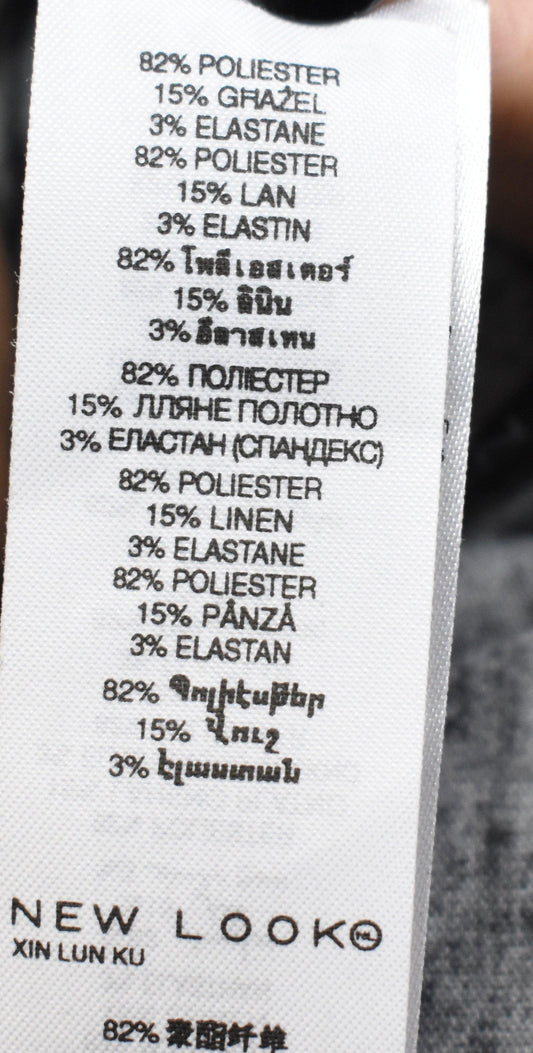 82% POLIESTER
15% GĦAŻEL
3% ELASTANE
82% POLIESTER
15% LAN
3% ELASTIN
82% โพลีเอสเตอร์
15% ลินิน
3% อีลาสเทน
82% ПОЛІЕСТЕР
15% ЛЛЯНЕ ПОЛОТНО
3% ЕЛАСТАН (СПАНДЕКС)
82% POLIESTER
15% LINEN
3% ELASTANE
82% POLIESTER
15% PÂNZĂ
3% ELASTAN
82% Պոլիէսթեր
15% Վուշ
3% էլաստան
NEW LOOK NL
XIN LUN KU
82% 聚酯纤维